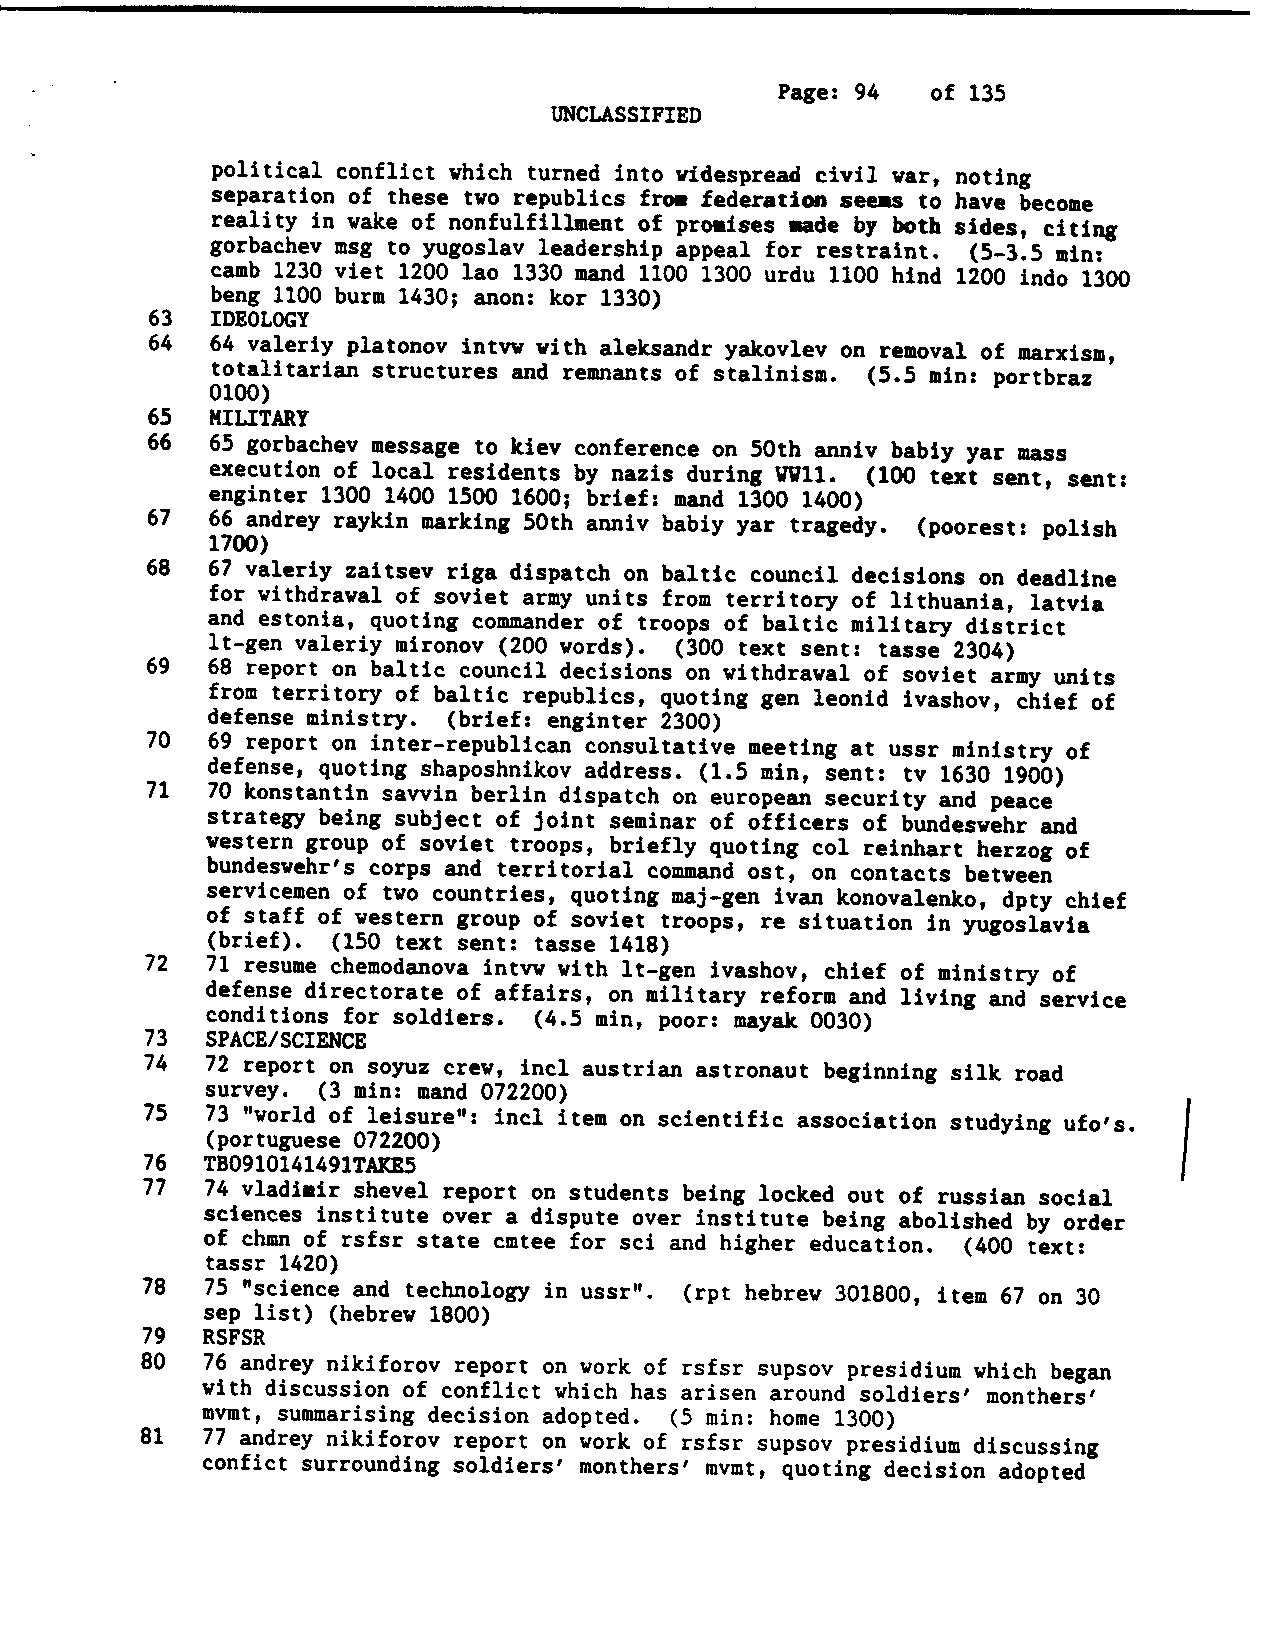 Page: 94 of 135
UNCLASSIFIED
political conflict which turned into widespread civil war, noting
separation of these two republics from federation seems to have become
reality in wake of nonfulfillment of promises made by both sides, citing
gorbachev msg to yugoslav leadership appeal for restraint. (5-3.5 min:
camb 1230 viet 1200 lao 1330 mand 1100 1300 urdu 1100 hind 1200 indo 1300
beng 1100 burm 1430; anon: kor 1330)
63 IDEOLOGY
64 64 valeriy platonov intvw with aleksandr yakovlev on removal of marxism,
totalitarian structures and remnants of stalinism. (5.5 min: portbraz
0100)
65 MILITARY
66 65 gorbachev message to kiev conference on 50th anniv babiy yar mass
execution of local residents by nazis during WW11. (100 text sent, sent:
enginter 1300 1400 1500 1600; brief: mand 1300 1400)
67 66 andrey raykin marking 50th anniv babiy yar tragedy. (poorest: polish
1700)
68 67 valeriy zaitsev riga dispatch on baltic council decisions on deadline
for withdraval of soviet army units from territory of lithuania, latvia
and estonia, quoting commander of troops of baltic military district
lt-gen valeriy mironov (200 words). (300 text sent: tasse 2304)
69 68 report on baltic council decisions on withdraval of soviet army units
from territory of baltic republics, quoting gen leonid ivashov, chief of
defense ministry. (brief: enginter 2300)
70 69 report on inter-republican consultative meeting at ussr ministry of
defense, quoting shaposhnikov address. (1.5 min, sent: tv 1630 1900)
71 70 konstantin savvin berlin dispatch on european security and peace
strategy being subject of joint seminar of officers of bundeswehr and
western group of soviet troops, briefly quoting col reinhart herzog of
bundeswehr's corps and territorial command ost, on contacts between
servicemen of two countries, quoting maj-gen ivan konovalenko, dpty chief
of staff of western group of soviet troops, re situation in yugoslavia
(brief). (150 text sent: tasse 1418)
72 71 resume chemodanova intvw with lt-gen ivashov, chief of ministry of
defense directorate of affairs, on military reform and living and service
conditions for soldiers. (4.5 min, poor: mayak 0030)
73 SPACE/SCIENCE
74 72 report on soyuz crew, incl austrian astronaut beginning silk road
survey. (3 min: mand 072200)
75 73 "world of leisure": incl item on scientific association studying ufo's.
(portuguese 072200)
76 TB0910141491TAKE5
77 74 vladimir shevel report on students being locked out of russian social
sciences institute over a dispute over institute being abolished by order
of chmn of rsfsr state cmtee for sci and higher education. (400 text:
tassr 1420)
78 75 "science and technology in ussr". (rpt hebrew 301800, item 67 on 30
sep list) (hebrew 1800)
79 RSFSR
80 76 andrey nikiforov report on work of rsfsr supsov presidium which began
with discussion of conflict which has arisen around soldiers' monthers'
mvmt, summarising decision adopted. (5 min: home 1300)
81 77 andrey nikiforov report on work of rsfsr supsov presidium discussing
confict surrounding soldiers' monthers' mvmt, quoting decision adopted